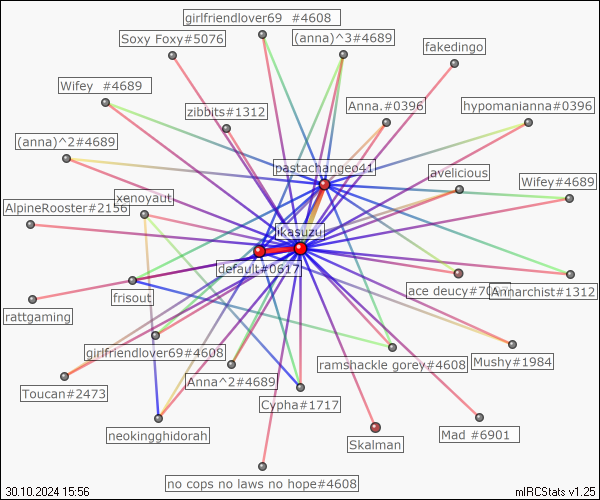 girlfriendlover69 #4608
Soxy Foxy#5076
(anna)^3#4689
fakedingo
Wifey #4689
zibbits#1312
Anna.#0396
hypomanianna#0396
(anna)^2#4689
pastachangeo41
avelicious
Wifey#4689
xenoyaut
AlpineRooster#2156
ikasuzu
default#0617
ace deucy#70
Annarchist#1312
frisout
rattgaming
girlfriendlover69#4608
ramshackle gorey#4608
Mushy#1984
Toucan#2473
Anna^2#4689
Cypha#1717
neokingghidorah
Skalman
Mad #6901
no cops no laws no hope#4608
30.10.2024 15:56
mIRCStats v1.25